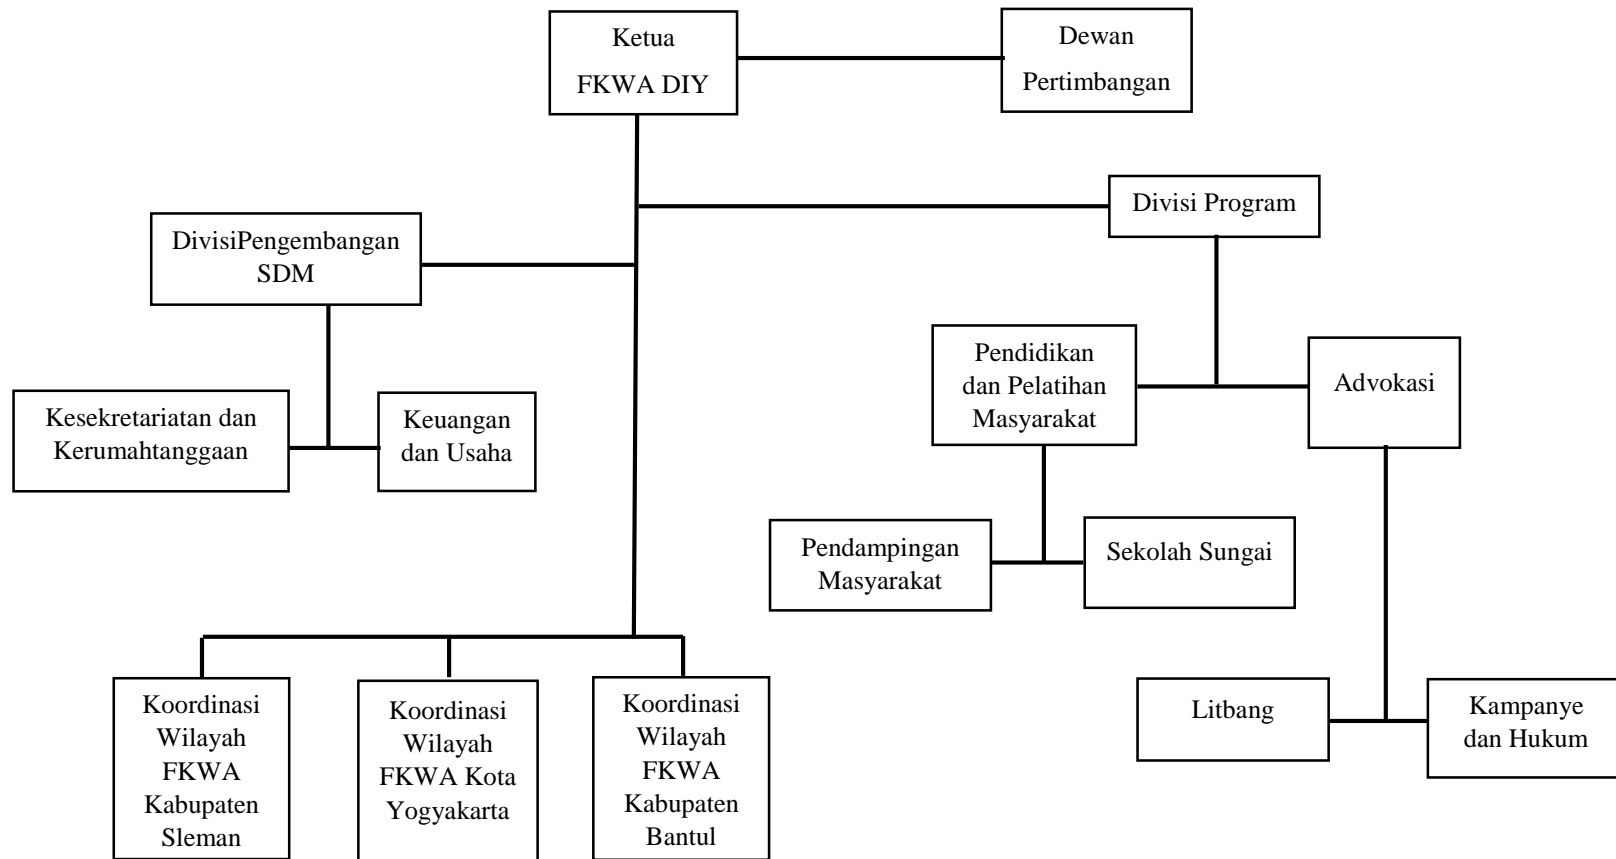 Ketua
FKWA DIY
Dewan
Pertimbangan
Divisi Program
DivisiPengembangan
SDM
Pendidikan
dan Pelatihan
Masyarakat
Advokasi
Kesekretariatan dan
Kerumahtanggaan
Keuangan
dan Usaha
Pendampingan
Masyarakat
Sekolah Sungai
Koordinasi
Wilayah
FKWA
Kabupaten
Sleman
Koordinasi
Wilayah
FKWA Kota
Yogyakarta
Koordinasi
Wilayah
FKWA
Kabupaten
Bantul
Litbang
Kampanye
dan Hukum